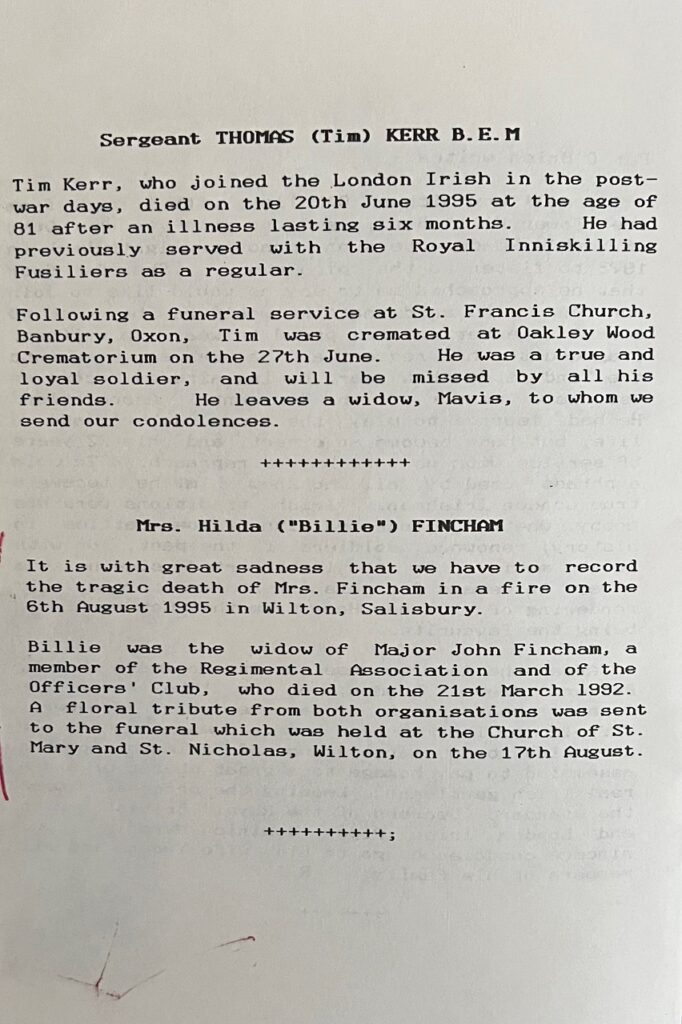 Sergeant THOMAS (Tim) KERR B.E.M
Tim Kerr, who joined the London Irish in the post-
war days, died on the 20th June 1995 at the age of
81 after an illness lasting six months. He had
previously served with the Royal Inniskilling
Fusiliers as a regular.
Following a funeral service at St. Francis Church,
Banbury, Oxon, Tim was cremated at Oakley Wood
Crematorium on the 27th June. He was a true and
loyal soldier, and will be missed by all his
friends. He leaves a widow, Mavis, to whom we
send our condolences.
++++++++++++
Mrs. Hilda ("Billie") FINCHAM
It is with great sadness that we have to record
the tragic death of Mrs. Fincham in a fire on the
6th August 1995 in Wilton, Salisbury.
Billie was the widow of Major John Fincham, a
member of the Regimental Association and of the
Officers' Club, who died on the 21st March 1992.
A floral tribute from both organisations was sent
to the funeral which was held at the Church of St.
Mary and St. Nicholas, Wilton, on the 17th August.
++++++++++;